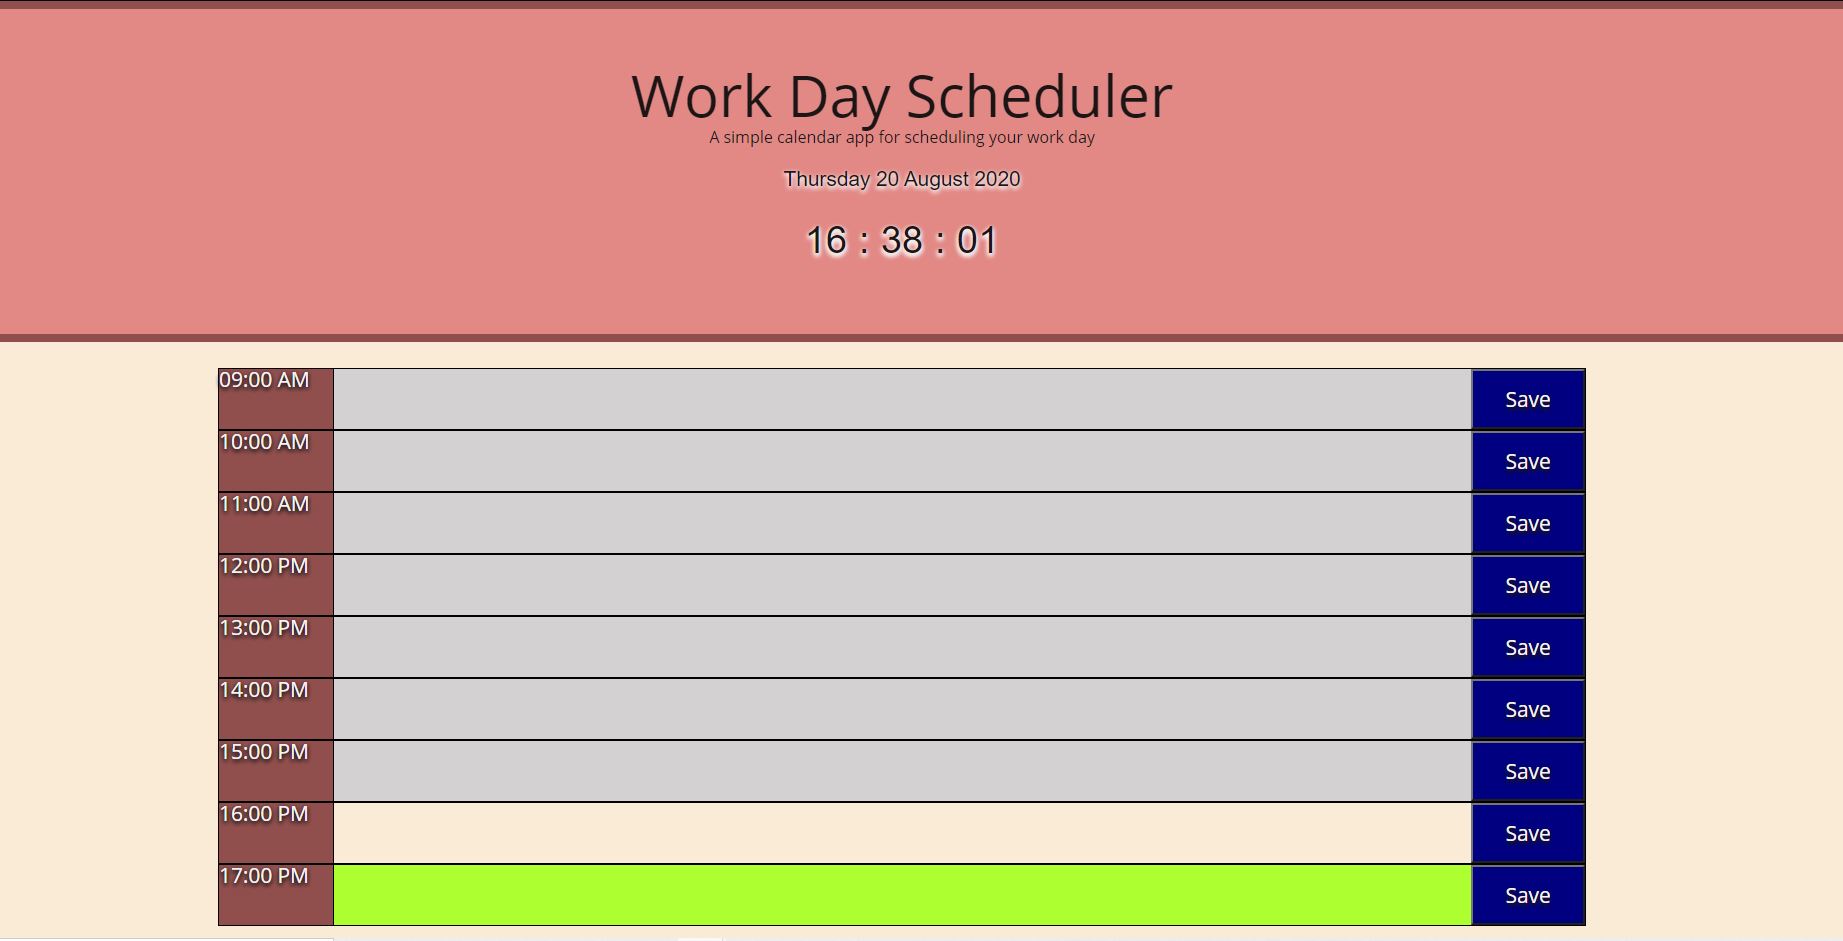 Work Day Scheduler
A simple calendar app for scheduling your work day
Thursday 20 August 2020
16 : 38 : 01
09:00 AM Save
10:00 AM Save
11:00 AM Save
12:00 PM Save
13:00 PM Save
14:00 PM Save
15:00 PM Save
16:00 PM Save
17:00 PM Save